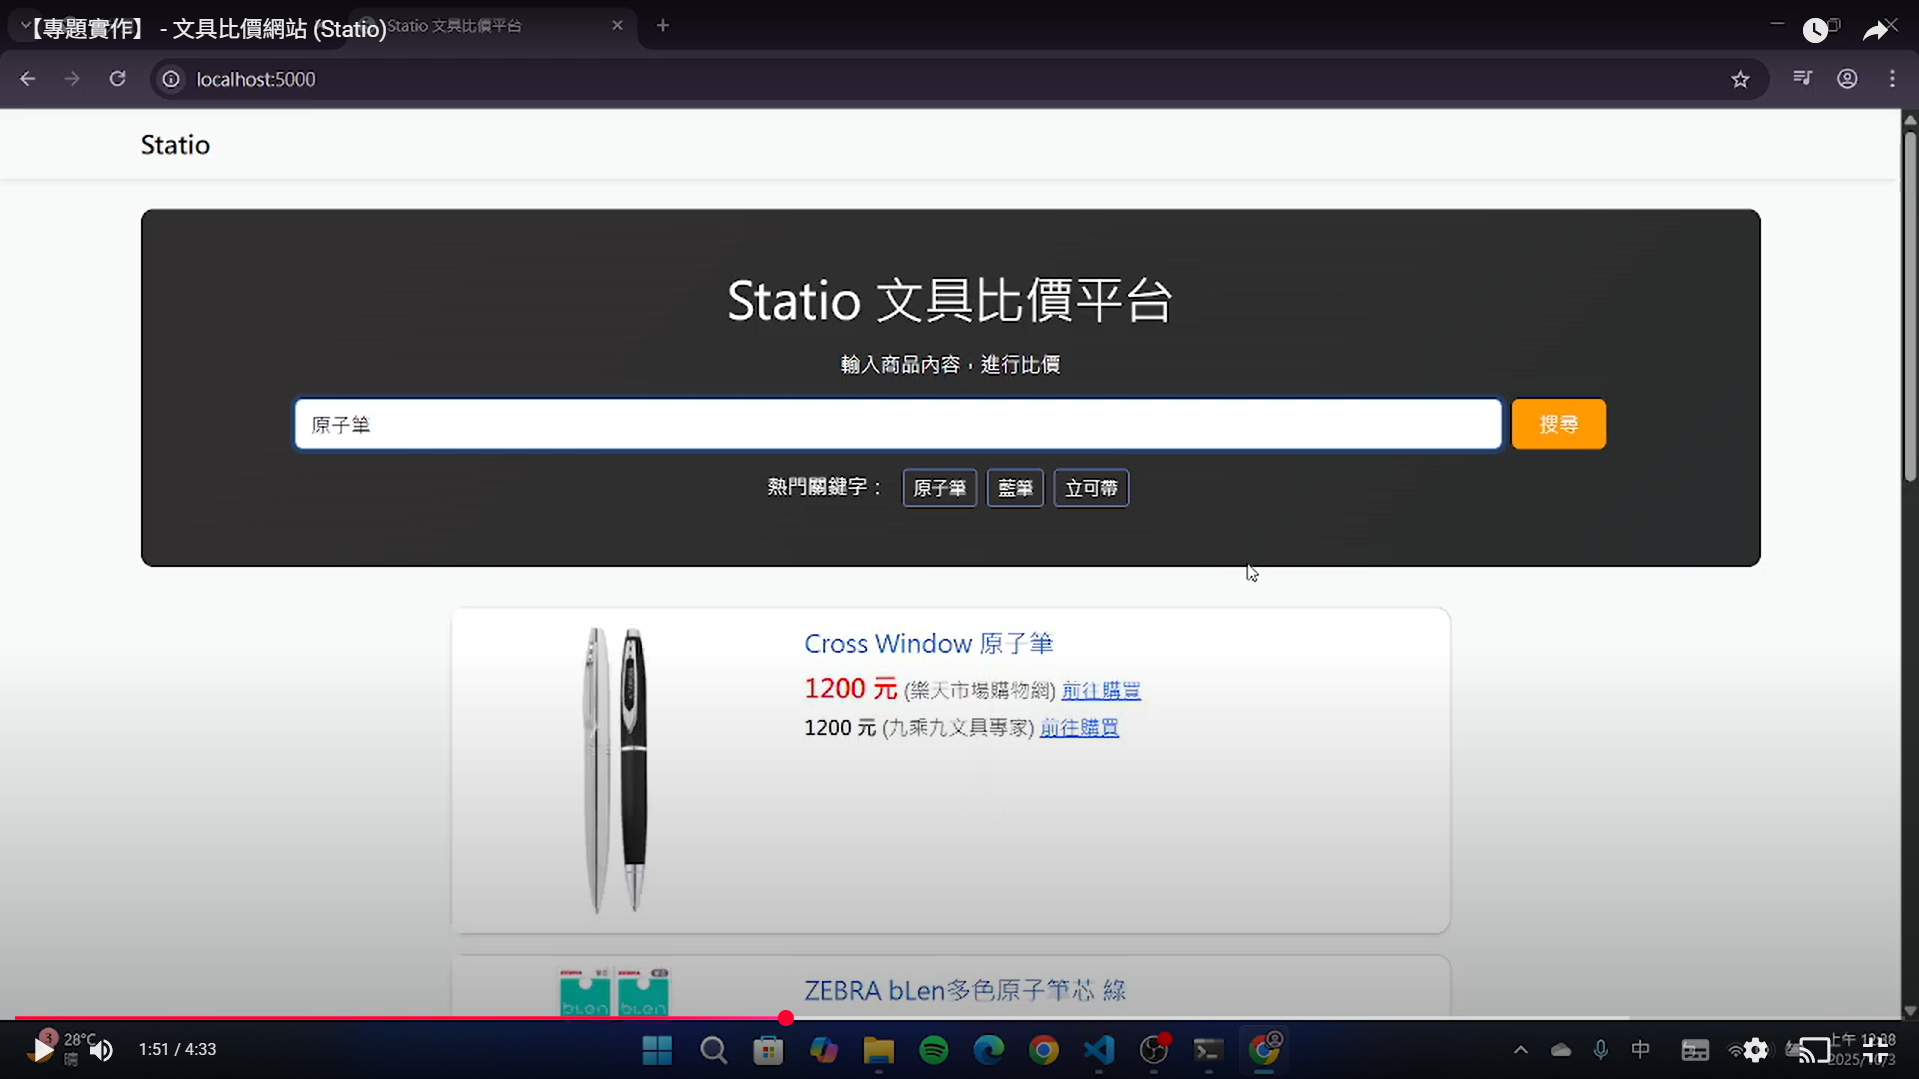 【專題實作】 - 文具比價網站 (Statio)
Statio 文具比價平台
localhost:5000
Statio
Statio 文具比價平台
輸入商品內容，進行比價
原子筆
搜尋
熱門關鍵字：
原子筆
藍筆
立可帶
Cross Window 原子筆
1200 元 (樂天市場購物網) 前往購買
1200 元 (九乘九文具專家) 前往購買
ZEBRA bLen多色原子筆芯 綠
bLen bLen
3
28°C
晴
1:51 / 4:33
中
上午 12:38